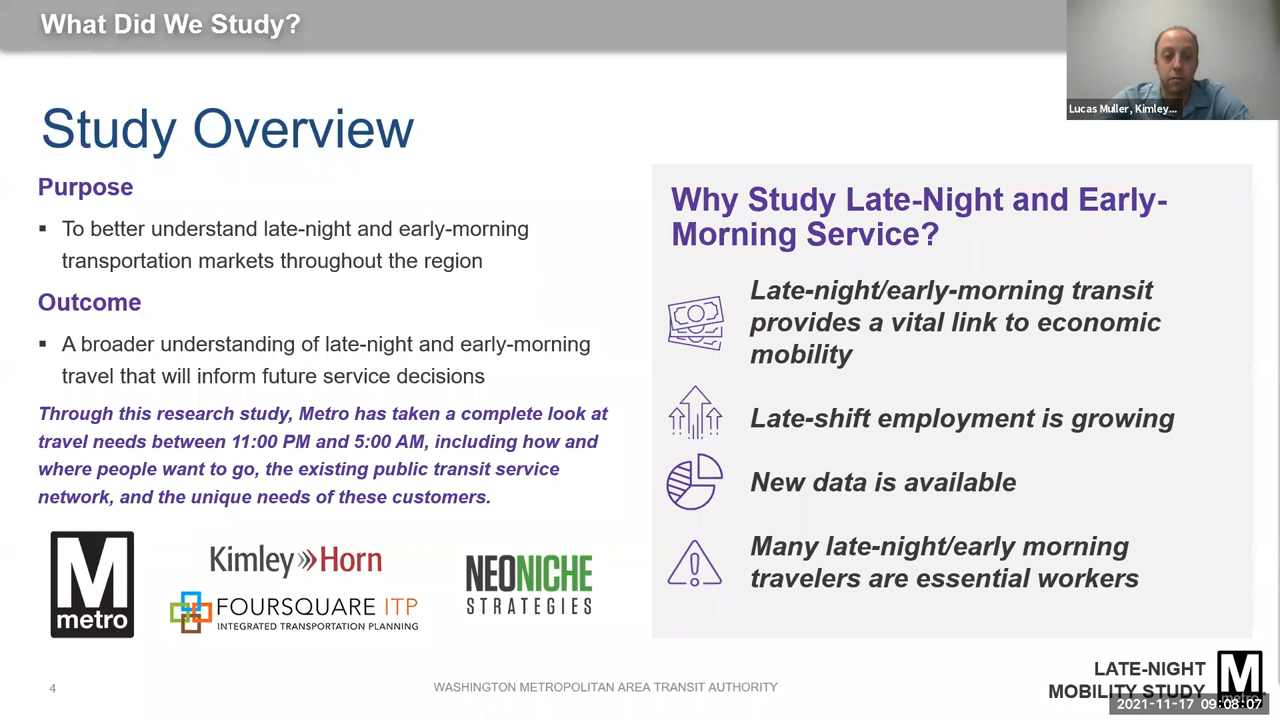 What Did We Study?
Lucas Muller, Kimley...
Study Overview
Purpose
▪ To better understand late-night and early-morning
transportation markets throughout the region
Outcome
▪ A broader understanding of late-night and early-morning
travel that will inform future service decisions
Through this research study, Metro has taken a complete look at
travel needs between 11:00 PM and 5:00 AM, including how and
where people want to go, the existing public transit service
network, and the unique needs of these customers.
M
metro
Kimley»Horn
FOURSQUARE ITP
INTEGRATED TRANSPORTATION PLANNING
NEONICHE
STRATEGIES
Why Study Late-Night and Early-
Morning Service?
Late-night/early-morning transit
provides a vital link to economic
mobility
Late-shift employment is growing
New data is available
Many late-night/early morning
travelers are essential workers
4
WASHINGTON METROPOLITAN AREA TRANSIT AUTHORITY
LATE-NIGHT
MOBILITY STUDY
M
metro
2021-11-17 09:08:07